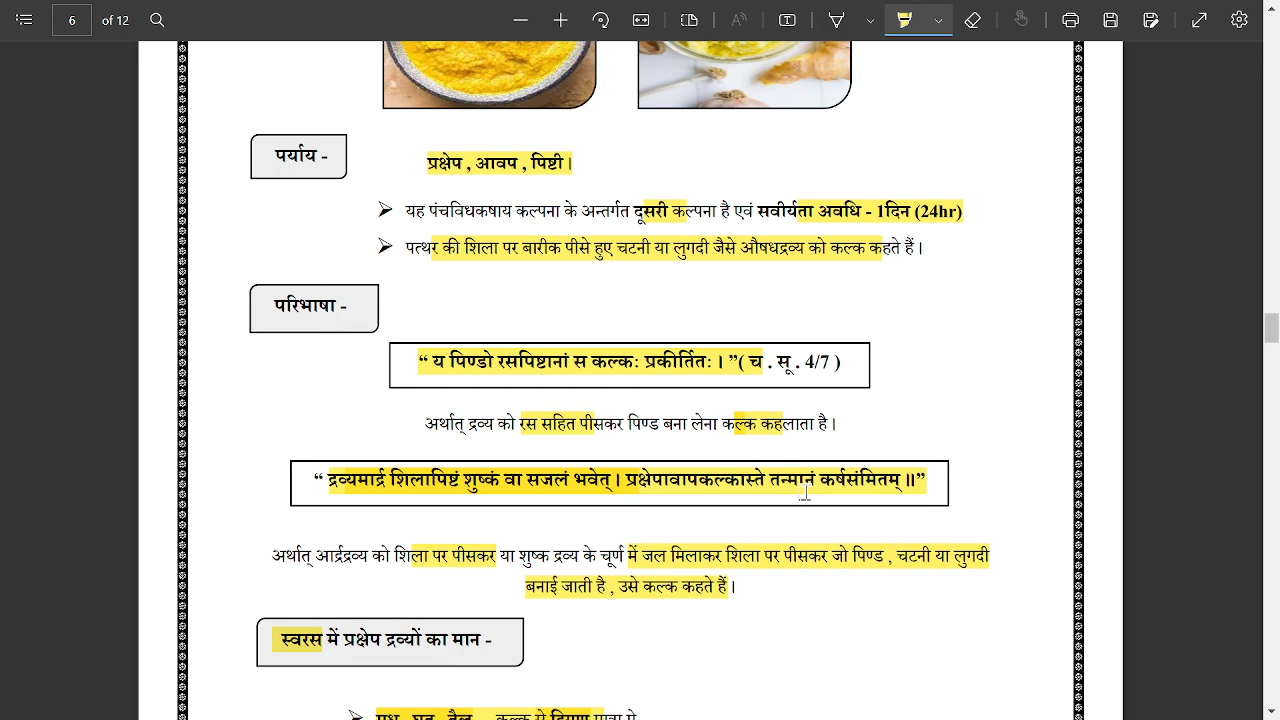 6 of 12
पर्याय -
प्रक्षेप , आवप , पिष्टी ।
यह पंचविधकषाय कल्पना के अन्तर्गत दूसरी कल्पना है एवं सवीर्यता अवधि - 1दिन (24hr)
पत्थर की शिला पर बारीक पीसे हुए चटनी या लुगदी जैसे औषधद्रव्य को कल्क कहते हैं ।
परिभाषा -
“ य पिण्डो रसपिष्टानां स कल्कः प्रकीर्तितः । ”( च . सू . 4/7 )
अर्थात् द्रव्य को रस सहित पीसकर पिण्ड बना लेना कल्क कहलाता है ।
“ द्रव्यमार्द्र शिलापिष्टं शुष्कं वा सजलं भवेत् । प्रक्षेपावापकल्कास्ते तन्मानं कर्षसंमितम् ॥”
अर्थात् आर्द्रद्रव्य को शिला पर पीसकर या शुष्क द्रव्य के चूर्ण में जल मिलाकर शिला पर पीसकर जो पिण्ड , चटनी या लुगदी
बनाई जाती है , उसे कल्क कहते हैं ।
स्वरस में प्रक्षेप द्रव्यों का मान -